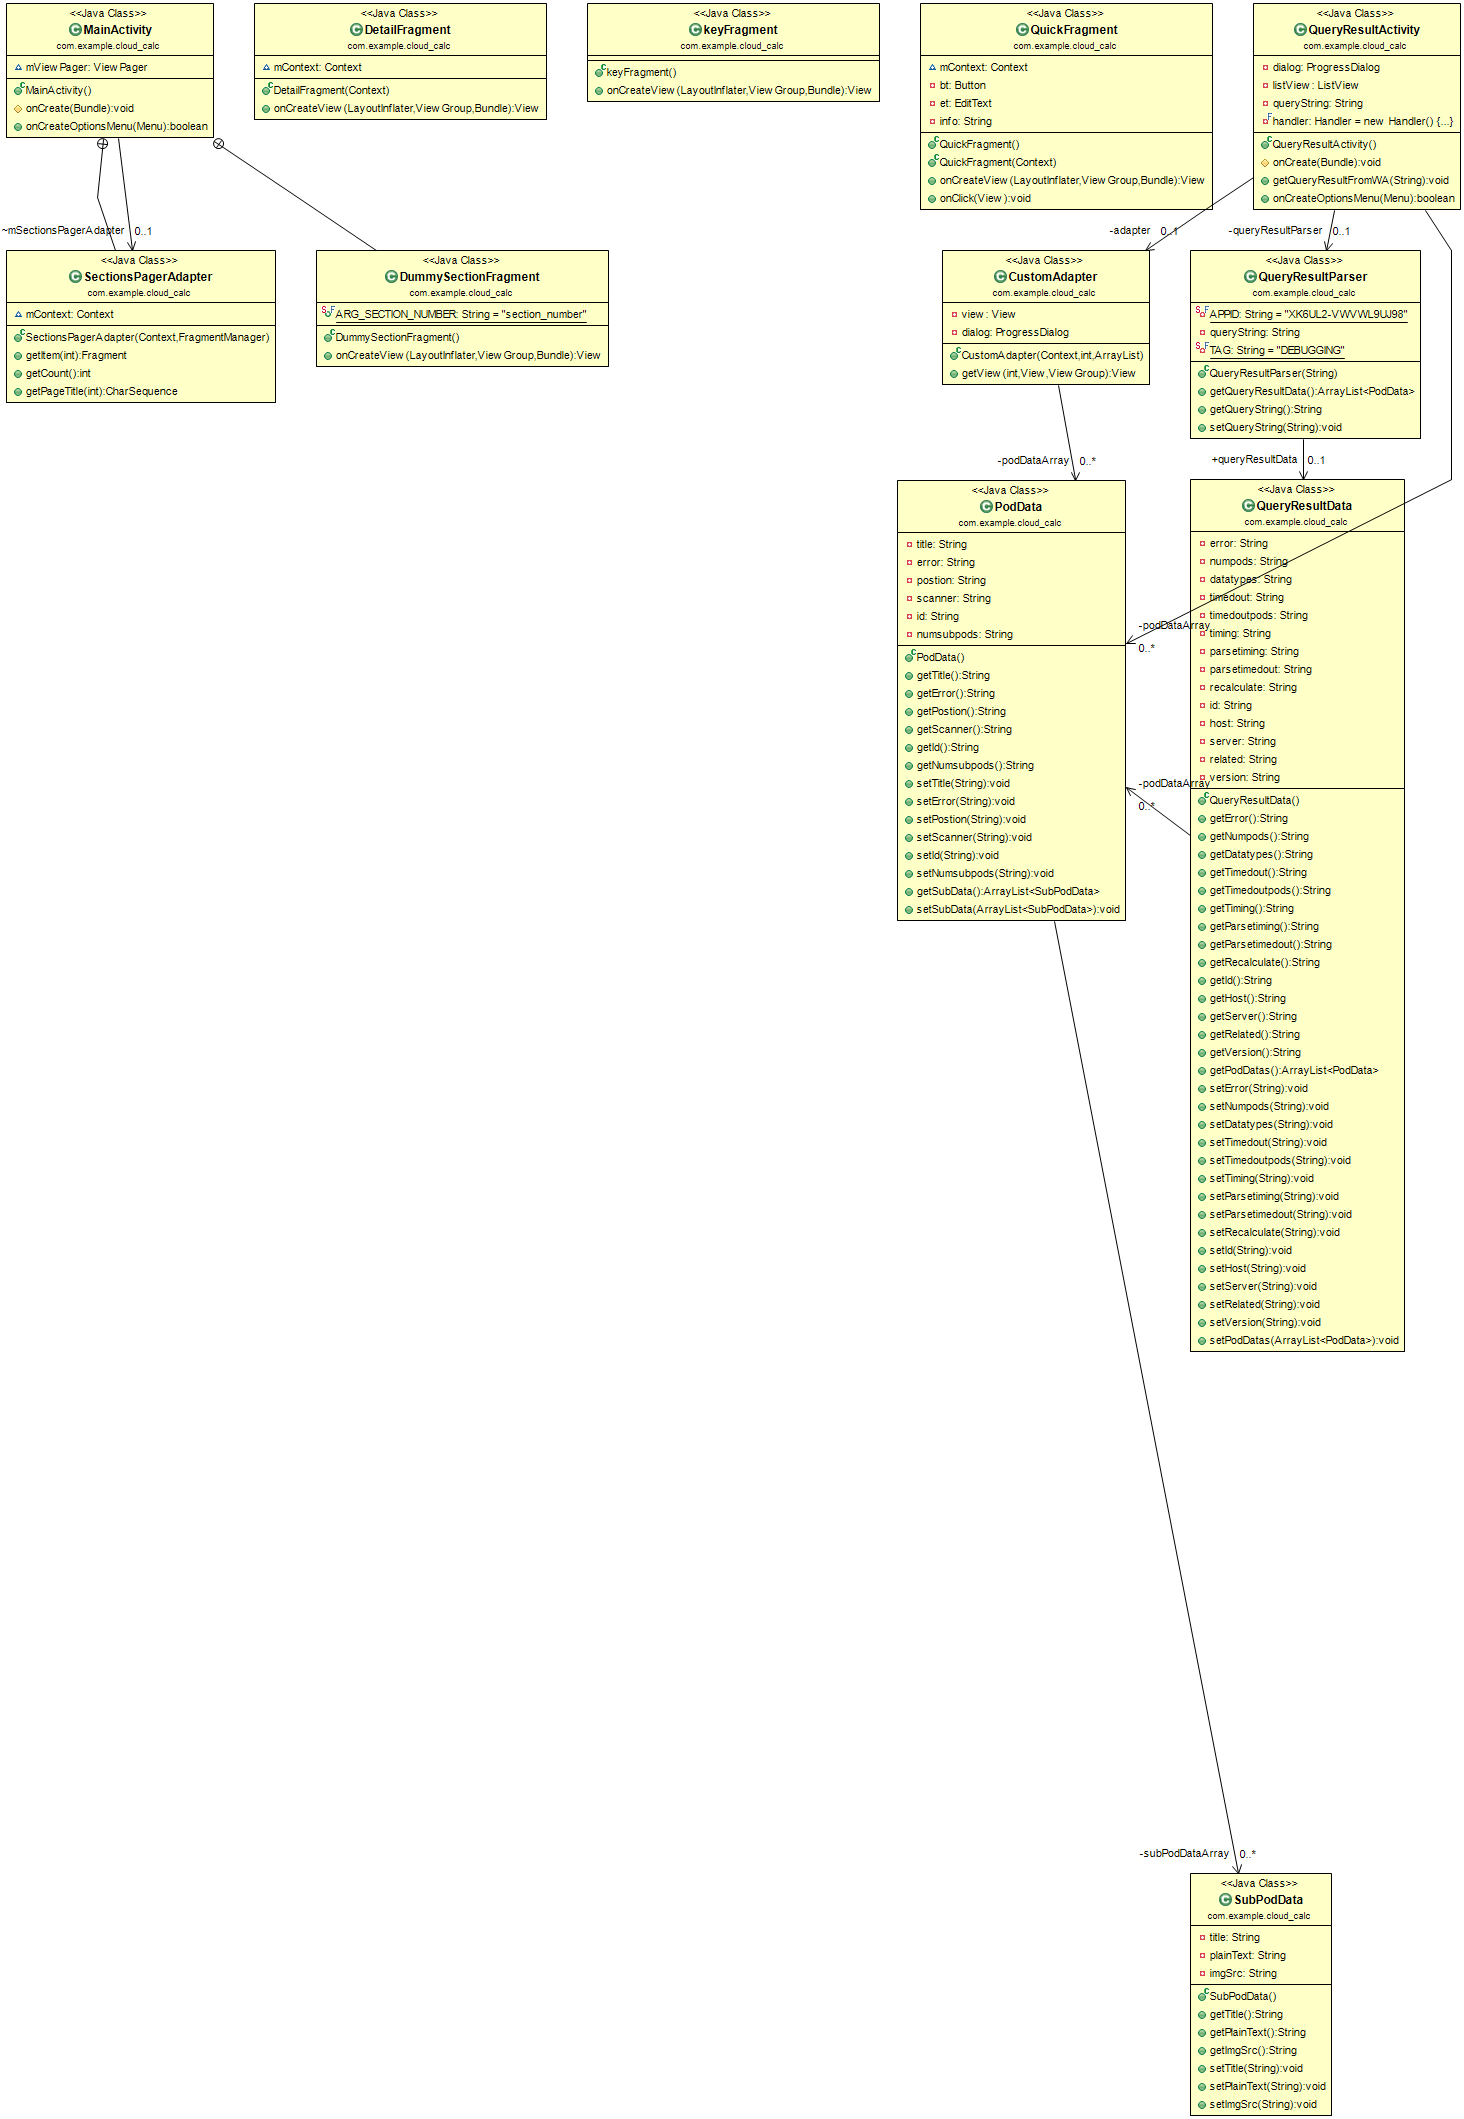 <<Java Class>>
MainActivity
com.example.cloud_calc
mViewPager: ViewPager
MainActivity()
onCreate(Bundle):void
onCreateOptionsMenu(Menu):boolean
<<Java Class>>
DetailFragment
com.example.cloud_calc
mContext: Context
DetailFragment(Context)
onCreateView(LayoutInflater,ViewGroup,Bundle):View
<<Java Class>>
keyFragment
com.example.cloud_calc
keyFragment()
onCreateView(LayoutInflater,ViewGroup,Bundle):View
<<Java Class>>
QuickFragment
com.example.cloud_calc
mContext: Context
bt: Button
et: EditText
info: String
QuickFragment()
QuickFragment(Context)
onCreateView(LayoutInflater,ViewGroup,Bundle):View
onClick(View):void
<<Java Class>>
QueryResultActivity
com.example.cloud_calc
dialog: ProgressDialog
listView: ListView
queryString: String
handler: Handler = new Handler() {...}
QueryResultActivity()
onCreate(Bundle):void
getQueryResultFromWA(String):void
onCreateOptionsMenu(Menu):boolean
~mSectionsPagerAdapter 0..1
-adapter 0..1
-queryResultParser 0..1
<<Java Class>>
SectionsPagerAdapter
com.example.cloud_calc
mContext: Context
SectionsPagerAdapter(Context,FragmentManager)
getItem(int):Fragment
getCount():int
getPageTitle(int):CharSequence
<<Java Class>>
DummySectionFragment
com.example.cloud_calc
ARG_SECTION_NUMBER: String = "section_number"
DummySectionFragment()
onCreateView(LayoutInflater,ViewGroup,Bundle):View
<<Java Class>>
CustomAdapter
com.example.cloud_calc
view: View
dialog: ProgressDialog
CustomAdapter(Context,int,ArrayList)
getView(int,View,ViewGroup):View
<<Java Class>>
QueryResultParser
com.example.cloud_calc
APPID: String = "XK6UL2-VWVWL9UJ98"
queryString: String
TAG: String = "DEBUGGING"
QueryResultParser(String)
getQueryResultData():ArrayList<PodData>
getQueryString():String
setQueryString(String):void
-podDataArray 0..*
+queryResultData 0..1
<<Java Class>>
PodData
com.example.cloud_calc
title: String
error: String
postion: String
scanner: String
id: String
numsubpods: String
PodData()
getTitle():String
getError():String
getPostion():String
getScanner():String
getId():String
getNumsubpods():String
setTitle(String):void
setError(String):void
setPostion(String):void
setScanner(String):void
setId(String):void
setNumsubpods(String):void
getSubData():ArrayList<SubPodData>
setSubData(ArrayList<SubPodData>):void
-podDataArray
0..*
-podDataArray
0..*
<<Java Class>>
QueryResultData
com.example.cloud_calc
error: String
numpods: String
datatypes: String
timedout: String
timedoutpods: String
timing: String
parsetiming: String
parsetimedout: String
recalculate: String
id: String
host: String
server: String
related: String
version: String
QueryResultData()
getError():String
getNumpods():String
getDatatypes():String
getTimedout():String
getTimedoutpods():String
getTiming():String
getParsetiming():String
getParsetimedout():String
getRecalculate():String
getId():String
getHost():String
getServer():String
getRelated():String
getVersion():String
getPodDatas():ArrayList<PodData>
setError(String):void
setNumpods(String):void
setDatatypes(String):void
setTimedout(String):void
setTimedoutpods(String):void
setTiming(String):void
setParsetiming(String):void
setParsetimedout(String):void
setRecalculate(String):void
setId(String):void
setHost(String):void
setServer(String):void
setRelated(String):void
setVersion(String):void
setPodDatas(ArrayList<PodData>):void
-subPodDataArray 0..*
<<Java Class>>
SubPodData
com.example.cloud_calc
title: String
plainText: String
imgSrc: String
SubPodData()
getTitle():String
getPlainText():String
getImgSrc():String
setTitle(String):void
setPlainText(String):void
setImgSrc(String):void